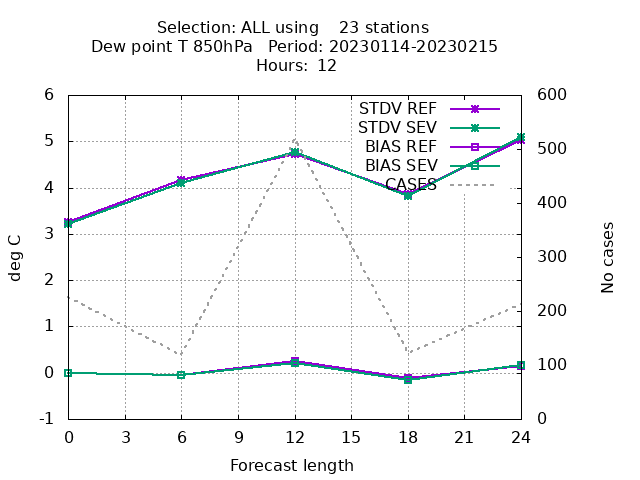 Selection: ALL using    23 stations
Dew point T 850hPa   Period: 20230114-20230215
Hours: 12
STDV REF
STDV SEV
BIAS REF
BIAS SEV
CASES
deg C
6
5
4
3
2
1
0
-1
600
500
400
300
200
100
0
No cases
0 3 6 9 12 15 18 21 24
Forecast length